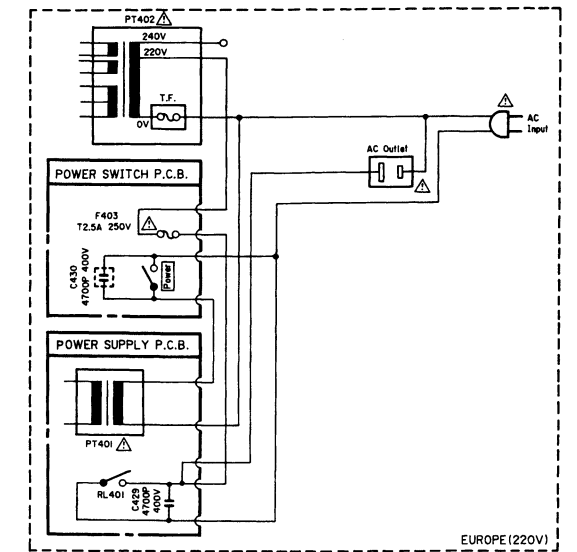 PT402
240V
220V
T.F.
0V
AC
Input
AC Outlet
POWER SWITCH P.C.B.
F403
T2.5A 250V
C430
4700P 400V
Power
POWER SUPPLY P.C.B.
PT401
RL401
C429
4700P
400V
EUROPE(220V)